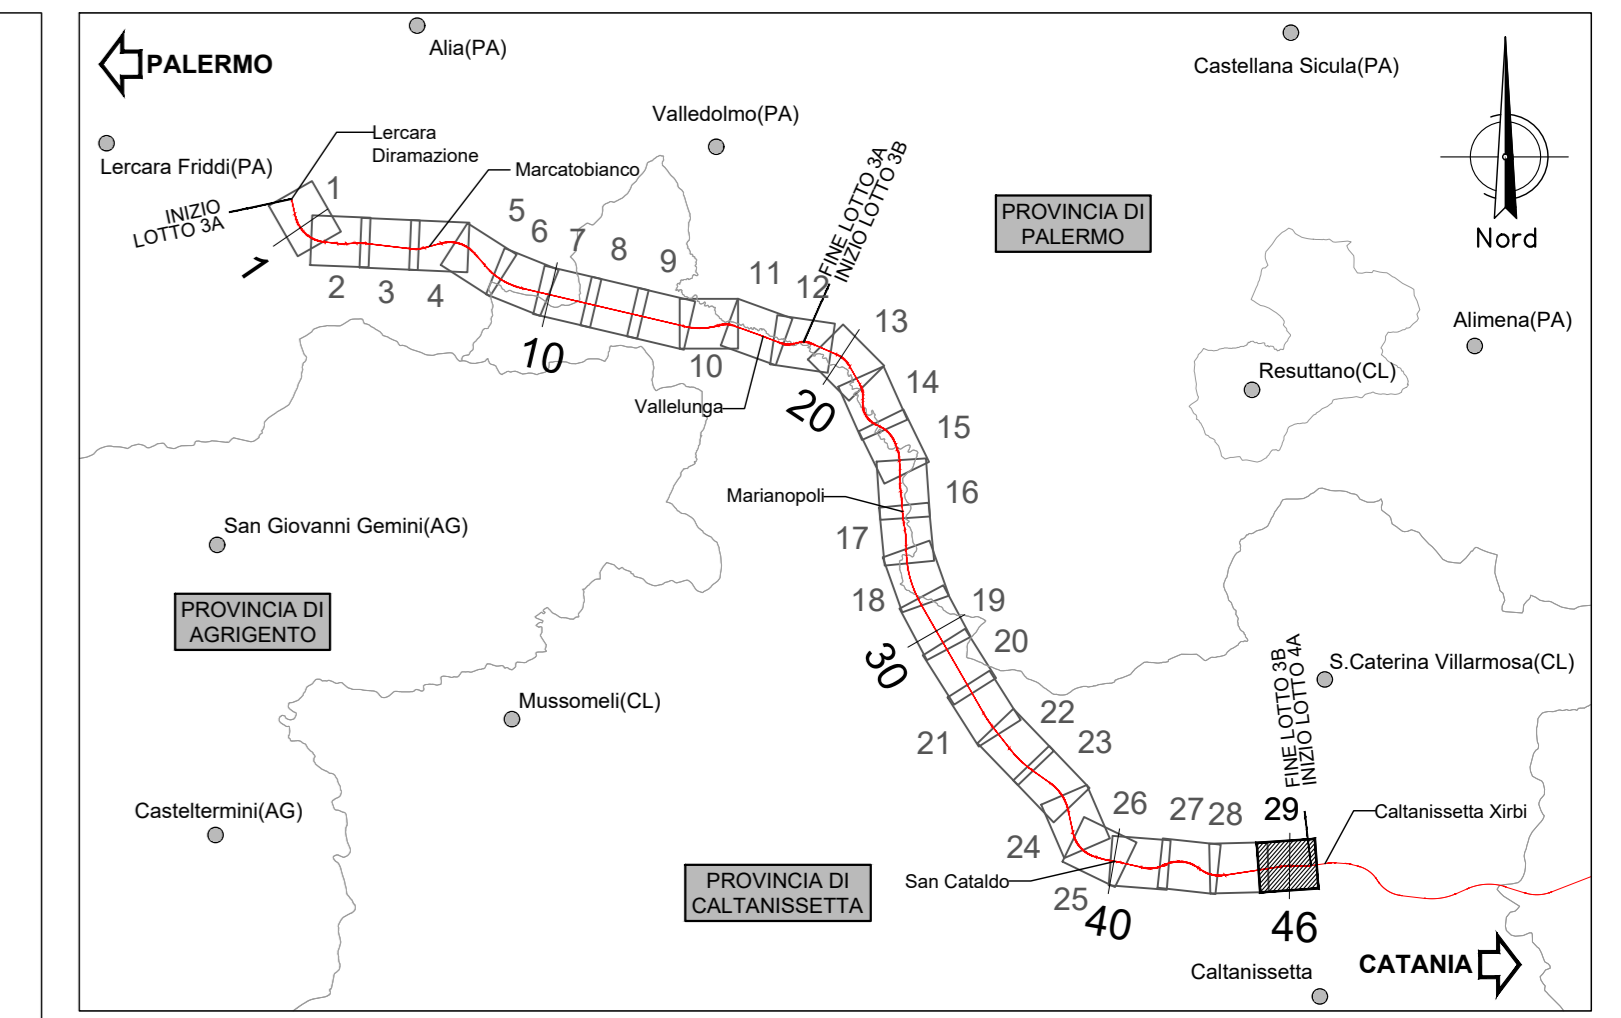 PALERMO
Alia(PA)
Castellana Sicula(PA)
Valledolmo(PA)
Lercara
Diramazione
Lercara Friddi(PA)
Marcatobianco
INIZIO
LOTTO 3A
FINE LOTTO 3A
INIZIO LOTTO 3B
PROVINCIA DI
PALERMO
Nord
1
1
2
3
4
5
6
7
8
9
10
10
11
12
13
Vallelunga
20
14
15
Alimena(PA)
Resuttano(CL)
Marianopoli
16
17
San Giovanni Gemini(AG)
PROVINCIA DI
AGRIGENTO
18
19
20
30
Mussomeli(CL)
S.Caterina Villarmosa(CL)
FINE LOTTO 3B
INIZIO LOTTO 4A
21
22
23
Casteltermini(AG)
24
25
26
27
28
29
Caltanissetta Xirbi
San Cataldo
PROVINCIA DI
CALTANISSETTA
40
46
Caltanissetta
CATANIA